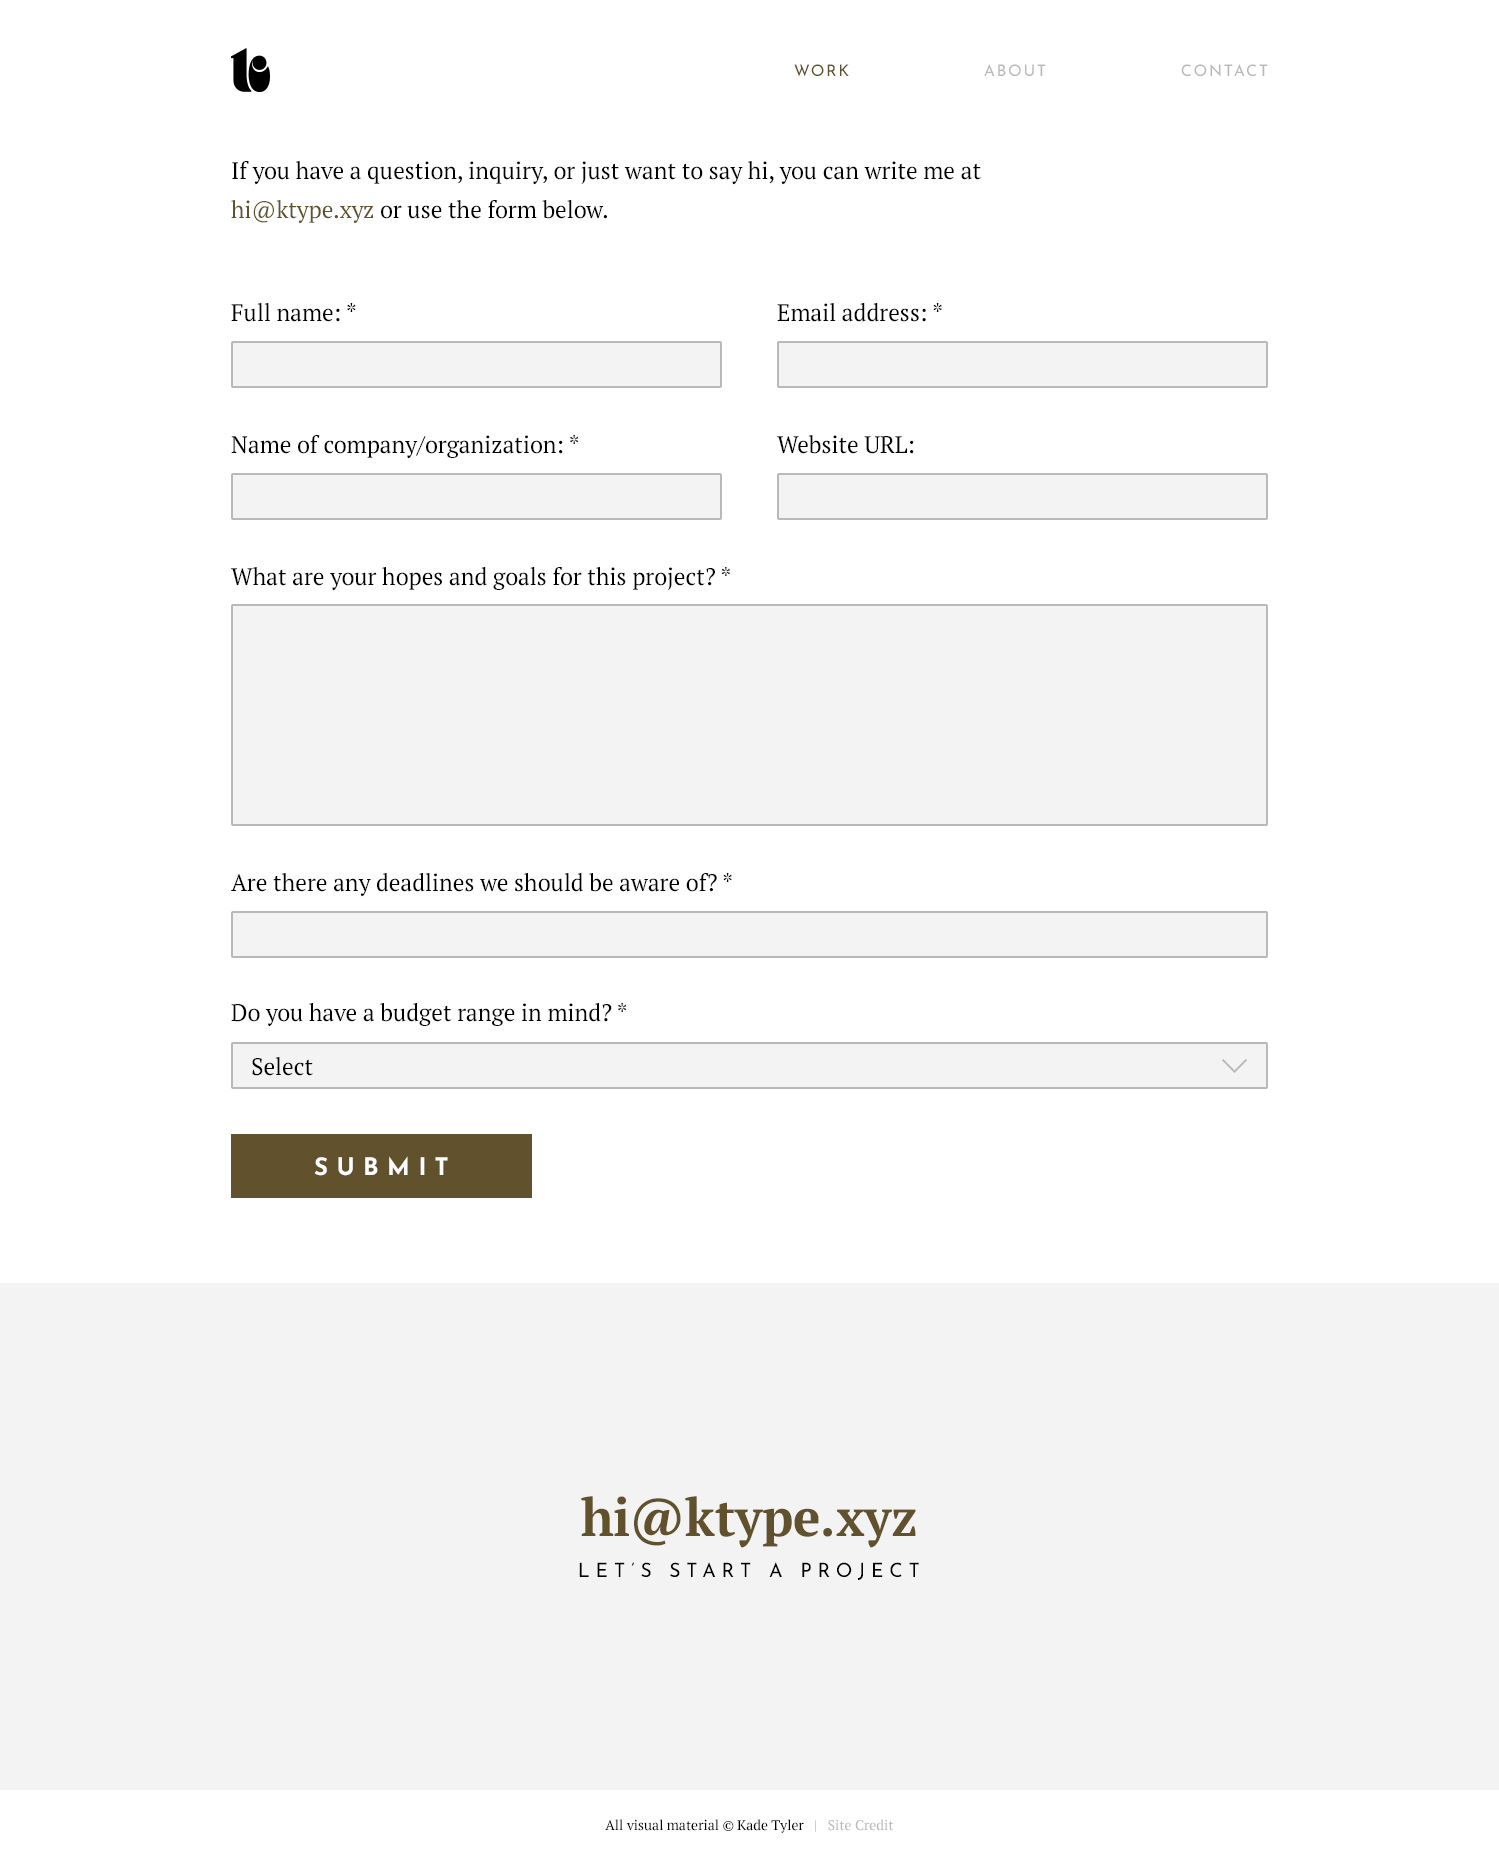 WORK ABOUT CONTACT
If you have a question, inquiry, or just want to say hi, you can write me at
hi@ktype.xyz or use the form below.
Full name: * Email address: *
Name of company/organization: * Website URL:
What are your hopes and goals for this project? *
Are there any deadlines we should be aware of? *
Do you have a budget range in mind? *
Select
SUBMIT
hi@ktype.xyz
LET'S START A PROJECT
All visual material © Kade Tyler | Site Credit